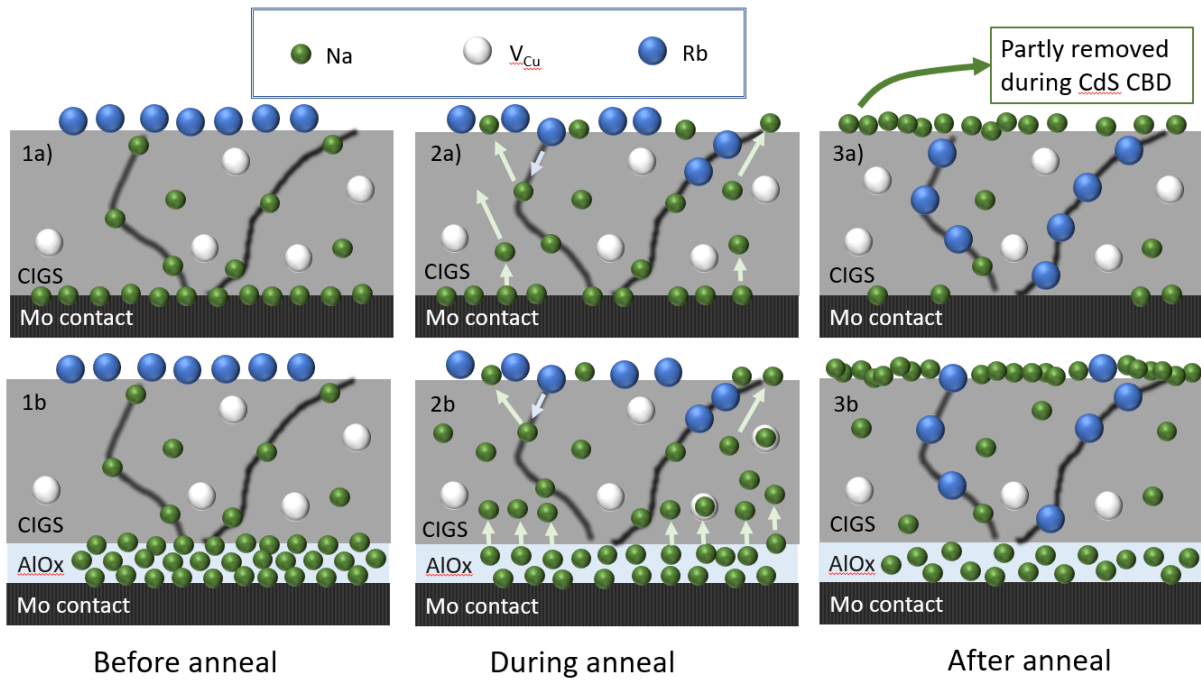 Na
V_Cu
Rb
Partly removed
during CdS CBD
1a)
CIGS
Mo contact
2a)
CIGS
Mo contact
3a)
CIGS
Mo contact
1b
CIGS
AlOx
Mo contact
2b
CIGS
AlOx
Mo contact
3b
CIGS
AlOx
Mo contact
Before anneal
During anneal
After anneal